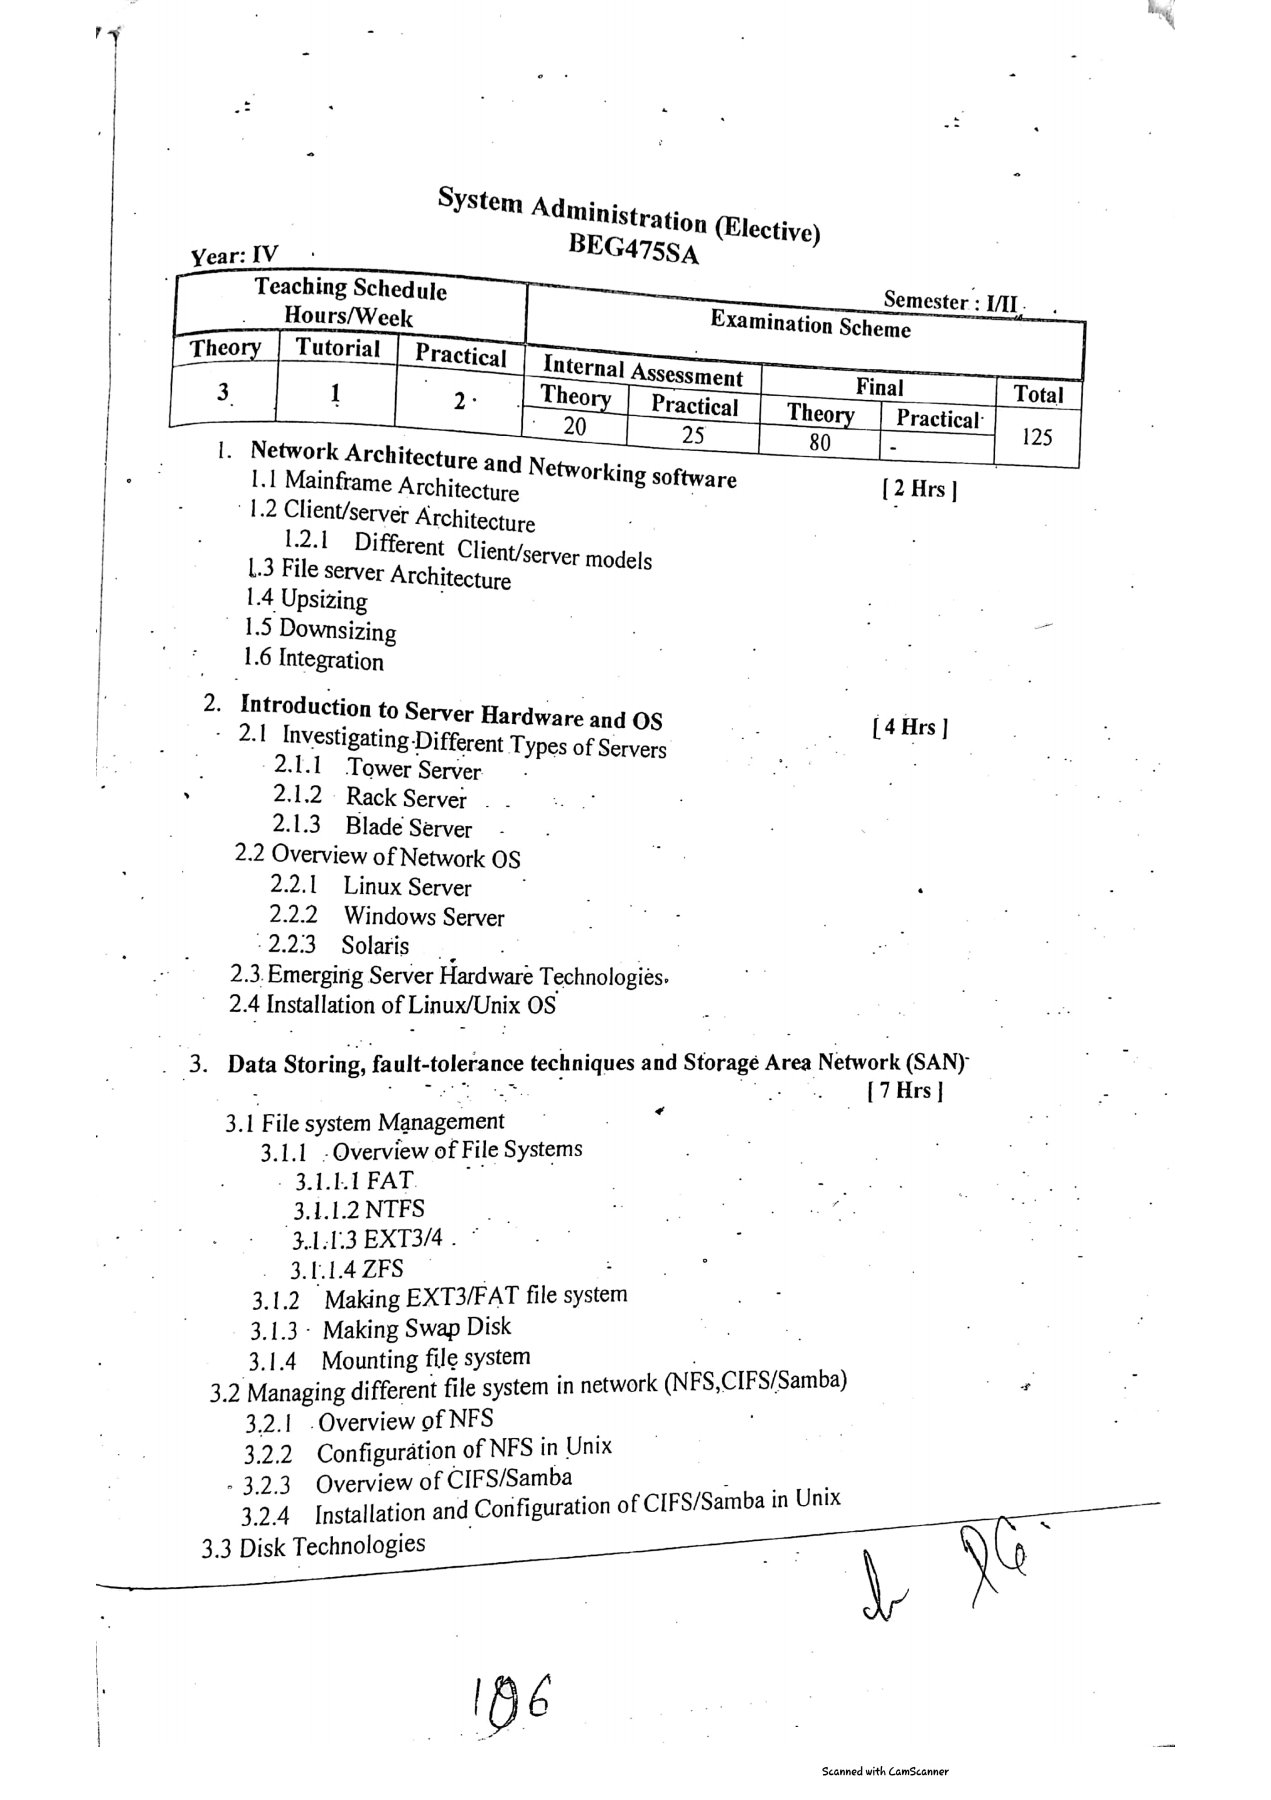 System Administration (Elective)
BEG475SA
Year: IV
Semester : I/II
Teaching Schedule
Hours/Week
Examination Scheme
Theory Tutorial Practical Internal Assessment Final Total
Theory Practical Theory Practical
3 1 2 20 25 80 - 125
1. Network Architecture and Networking software [ 2 Hrs ]
1.1 Mainframe Architecture
1.2 Client/server Architecture
1.2.1 Different Client/server models
1.3 File server Architecture
1.4 Upsizing
1.5 Downsizing
1.6 Integration
2. Introduction to Server Hardware and OS [ 4 Hrs ]
2.1 Investigating Different Types of Servers
2.1.1 Tower Server
2.1.2 Rack Server
2.1.3 Blade Server
2.2 Overview of Network OS
2.2.1 Linux Server
2.2.2 Windows Server
2.2.3 Solaris
2.3 Emerging Server Hardware Technologies.
2.4 Installation of Linux/Unix OS
3. Data Storing, fault-tolerance techniques and Storage Area Network (SAN)
[ 7 Hrs ]
3.1 File system Management
3.1.1 Overview of File Systems
3.1.1.1 FAT
3.1.1.2 NTFS
3.1.1.3 EXT3/4
3.1.1.4 ZFS
3.1.2 Making EXT3/FAT file system
3.1.3 Making Swap Disk
3.1.4 Mounting file system
3.2 Managing different file system in network (NFS,CIFS/Samba)
3.2.1 Overview of NFS
3.2.2 Configuration of NFS in Unix
3.2.3 Overview of CIFS/Samba
3.2.4 Installation and Configuration of CIFS/Samba in Unix
3.3 Disk Technologies
106
Scanned with CamScanner